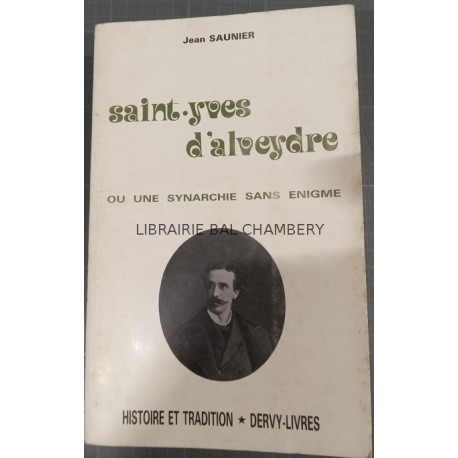 Jean SAUNIER
saint-yves
d'alveydre
OU UNE SYNARCHIE SANS ENIGME
LIBRAIRIE BAL CHAMBERY
HISTOIRE ET TRADITION ★ DERVY-LIVRES